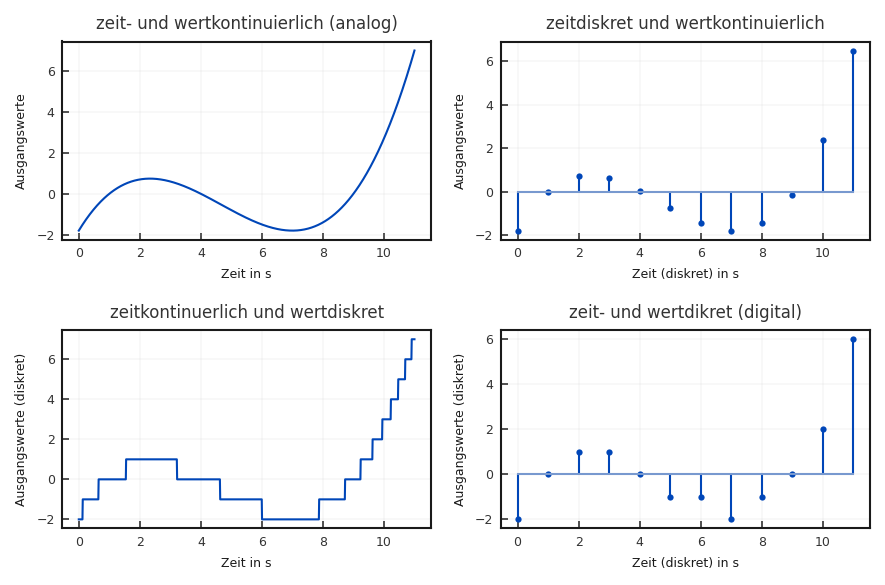 zeit- und wertkontinuierlich (analog)
Ausgangswerte
6
4
2
0
−2
0 2 4 6 8 10
Zeit in s
zeitdiskret und wertkontinuierlich
Ausgangswerte
6
4
2
0
−2
0 2 4 6 8 10
Zeit (diskret) in s
zeitkontinuerlich und wertdiskret
Ausgangswerte (diskret)
6
4
2
0
−2
0 2 4 6 8 10
Zeit in s
zeit- und wertdikret (digital)
Ausgangswerte (diskret)
6
4
2
0
−2
0 2 4 6 8 10
Zeit (diskret) in s